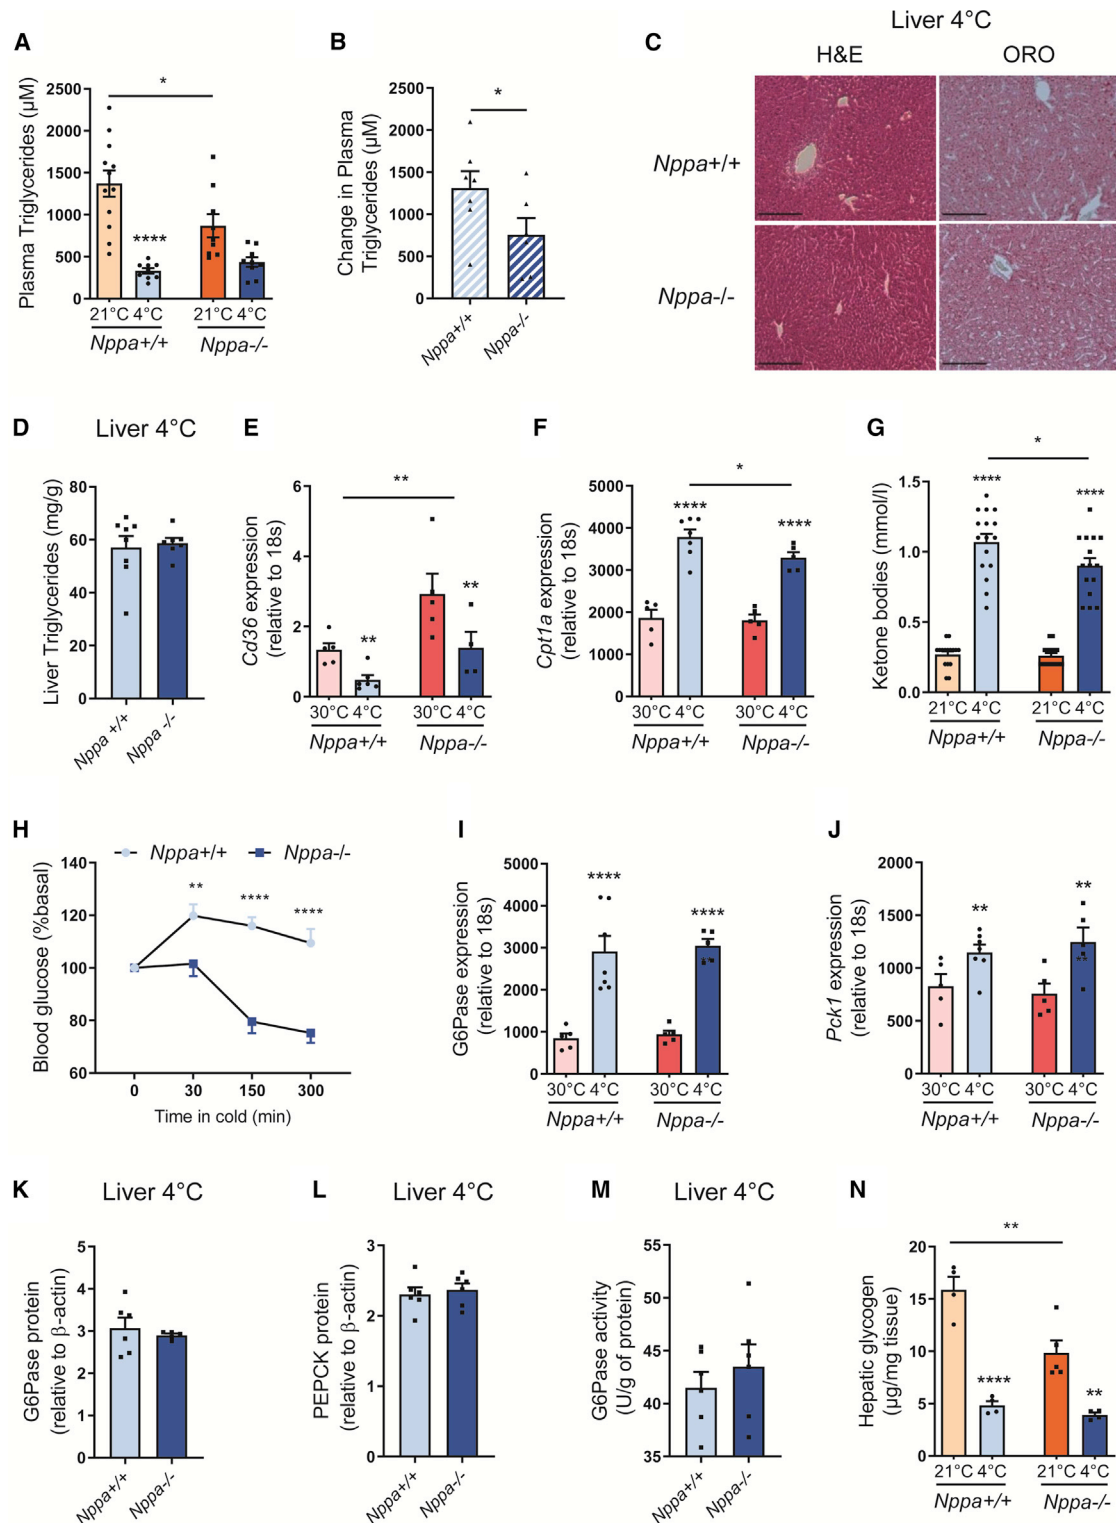 Liver 4°C
A
B
C
H&E
ORO
Plasma Triglycerides (µM)
2500
2000
1500
1000
500
0
*
****
21°C 4°C
21°C 4°C
Nppa+/+
Nppa-/-
Change in Plasma
Triglycerides (µM)
2500
2000
1500
1000
500
0
*
Nppa+/+
Nppa-/-
Nppa+/+
Nppa-/-
D
Liver 4°C
Liver Triglycerides (mg/g)
100
80
60
40
20
0
Nppa +/+
Nppa -/-
E
Cd36 expression
(relative to 18s)
6
4
2
0
**
**
**
30°C 4°C
30°C 4°C
Nppa+/+
Nppa-/-
F
Cpt1a expression
(relative to 18s)
5000
4000
3000
2000
1000
0
*
****
****
30°C 4°C
30°C 4°C
Nppa+/+
Nppa-/-
G
Ketone bodies (mmol/l)
1.5
1.0
0.5
0.0
*
****
****
21°C 4°C
21°C 4°C
Nppa+/+
Nppa-/-
H
Nppa+/+
Nppa-/-
Blood glucose (%basal)
140
120
100
80
60
**
****
****
0
30
150
300
Time in cold (min)
I
G6Pase expression
(relative to 18s)
5000
4000
3000
2000
1000
0
****
****
30°C 4°C
30°C 4°C
Nppa+/+
Nppa-/-
J
Pck1 expression
(relative to 18s)
2000
1500
1000
500
0
**
**
**
30°C 4°C
30°C 4°C
Nppa+/+
Nppa-/-
K
Liver 4°C
G6Pase protein
(relative to β-actin)
5
4
3
2
1
0
Nppa+/+
Nppa-/-
L
Liver 4°C
PEPCK protein
(relative to β-actin)
3
2
1
0
Nppa+/+
Nppa-/-
M
Liver 4°C
G6Pase activity
(U/g of protein)
55
50
45
40
35
Nppa+/+
Nppa-/-
N
Hepatic glycogen
(µg/mg tissue)
20
15
10
5
0
**
****
**
21°C 4°C
21°C 4°C
Nppa+/+
Nppa-/-